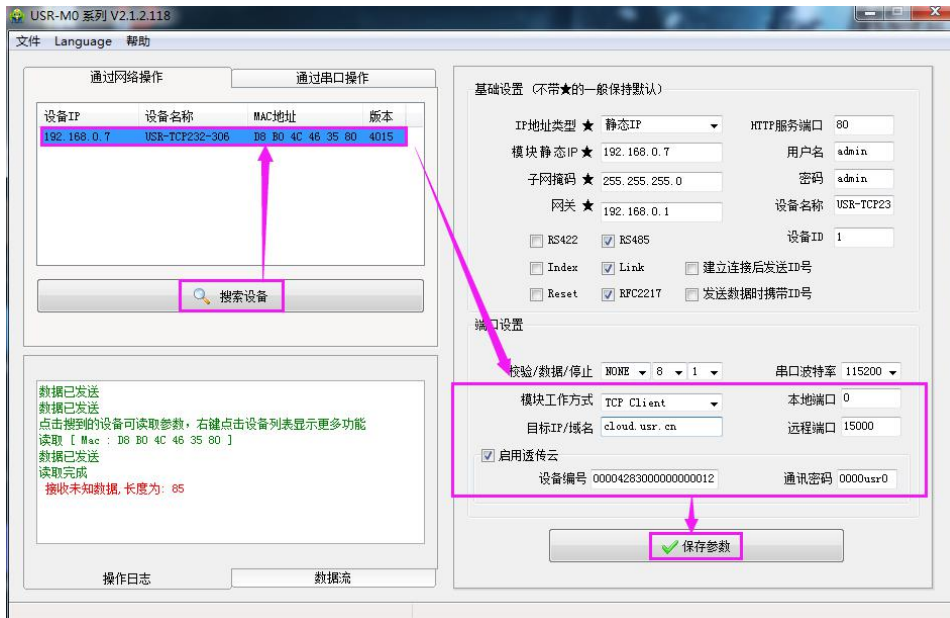 USR-M0 系列 V2.1.2.118
文件 Language 帮助
通过网络操作 通过串口操作
设备IP 设备名称 MAC地址 版本
192.168.0.7 USR-TCP232-306 D8 B0 4C 46 35 80 4015
搜索设备
数据已发送
数据已发送
点击搜到的设备可读取参数，右键点击设备列表显示更多功能
读取 [ Mac : D8 B0 4C 46 35 80 ]
数据已发送
读取完成
接收未知数据,长度为: 85
操作日志 数据流
基础设置 (不带★的一般保持默认)
IP地址类型 ★ 静态IP HTTP服务端口 80
模块静态IP ★ 192.168.0.7 用户名 admin
子网掩码 ★ 255.255.255.0 密码 admin
网关 ★ 192.168.0.1 设备名称 USR-TCP23
RS422 RS485 设备ID 1
Index Link 建立连接后发送ID号
Reset RFC2217 发送数据时携带ID号
端口设置
校验/数据/停止 NONE 8 1 串口波特率 115200
模块工作方式 TCP Client 本地端口 0
目标IP/域名 cloud.usr.cn 远程端口 15000
启用透传云
设备编号 00004283000000000012 通讯密码 0000usr0
保存参数